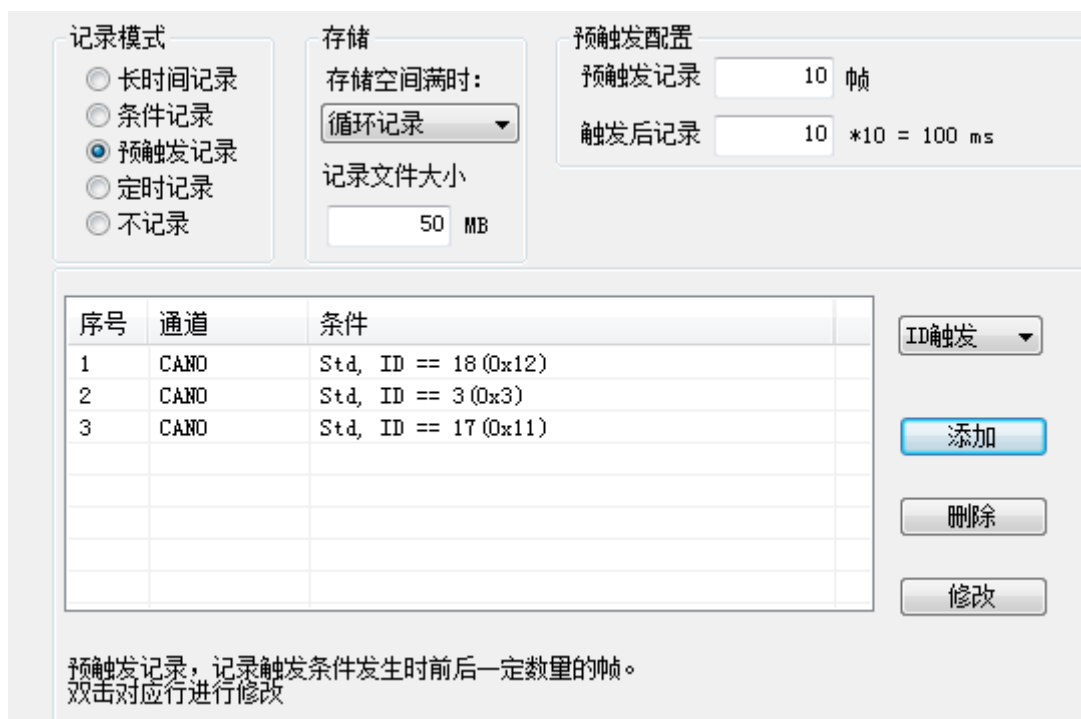 记录模式
长时间记录
条件记录
预触发记录
定时记录
不记录
存储
存储空间满时：
循环记录
记录文件大小
50 MB
预触发配置
预触发记录 10 帧
触发后记录 10 *10 = 100 ms
序号 通道 条件
1 CAN0 Std, ID == 18(0x12)
2 CAN0 Std, ID == 3(0x3)
3 CAN0 Std, ID == 17(0x11)
ID触发
添加
删除
修改
预触发记录，记录触发条件发生时前后一定数量的帧。
双击对应行进行修改